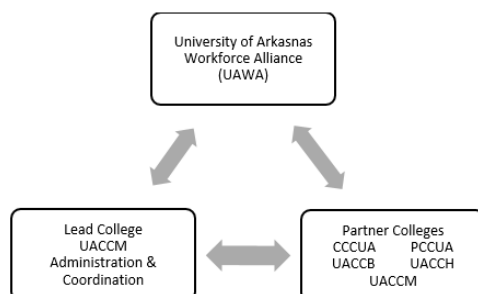 University of Arkasnas
Workforce Alliance
(UAWA)
Lead College
UACCM
Administration &
Coordination
Partner Colleges
CCCUA PCCUA
UACCB UACCH
UACCM